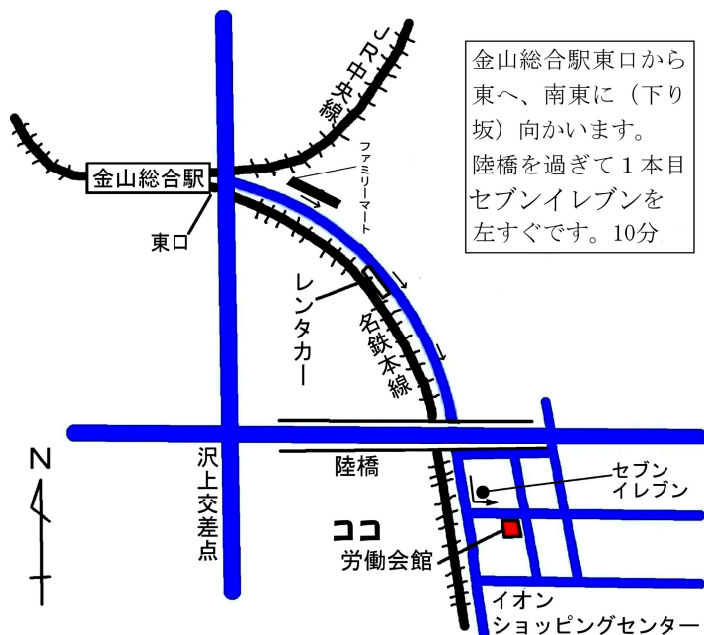 金山総合駅東口から
東へ、南東に（下り
坂）向かいます。
陸橋を過ぎて１本目
セブンイレブンを
左すぐです。10分
JR中央線
ファミリーマート
金山総合駅
東口
レンタカー
名鉄本線
N
沢上交差点
陸橋
セブン
イレブン
ココ
労働会館
イオン
ショッピングセンター